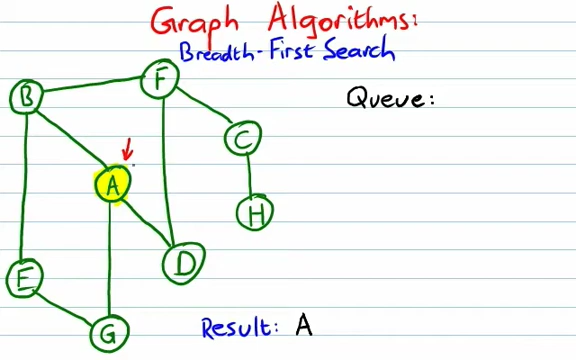 Graph Algorithms:
Breadth-First Search
Queue:
B
F
C
A
H
D
E
G
Result: A